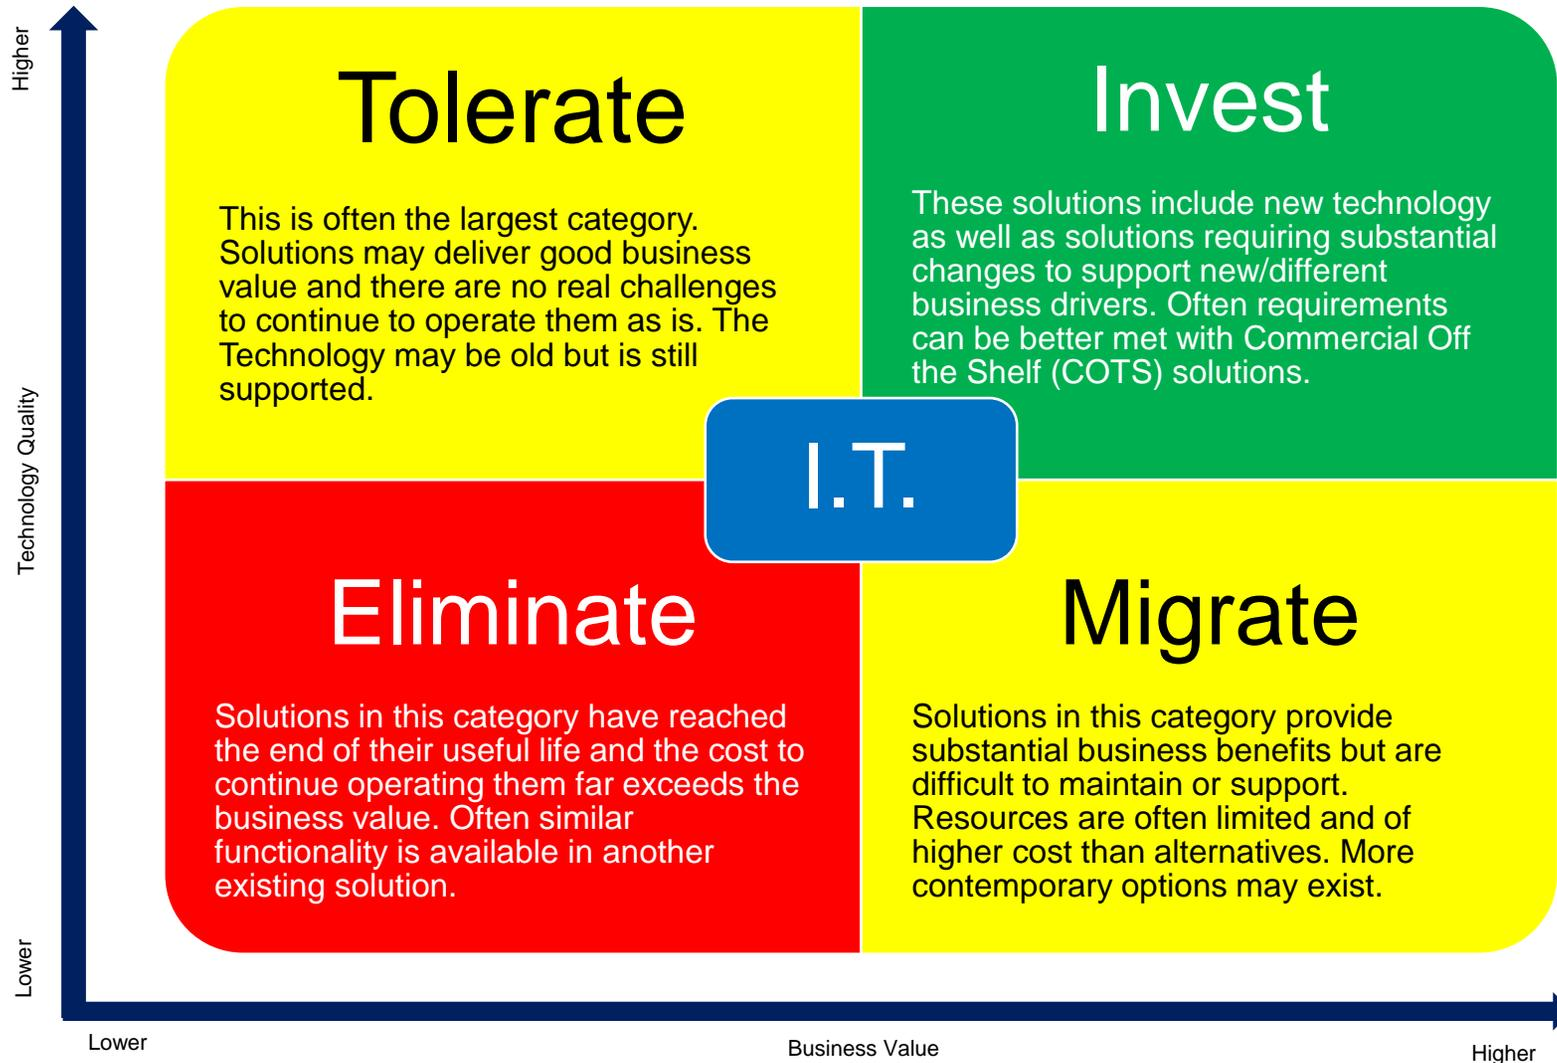 Higher
Tolerate
This is often the largest category.
Solutions may deliver good business
value and there are no real challenges
to continue to operate them as is. The
Technology may be old but is still
supported.
Invest
These solutions include new technology
as well as solutions requiring substantial
changes to support new/different
business drivers. Often requirements
can be better met with Commercial Off
the Shelf (COTS) solutions.
Technology Quality
I.T.
Eliminate
Solutions in this category have reached
the end of their useful life and the cost to
continue operating them far exceeds the
business value. Often similar
functionality is available in another
existing solution.
Migrate
Solutions in this category provide
substantial business benefits but are
difficult to maintain or support.
Resources are often limited and of
higher cost than alternatives. More
contemporary options may exist.
Lower
Lower
Business Value
Higher